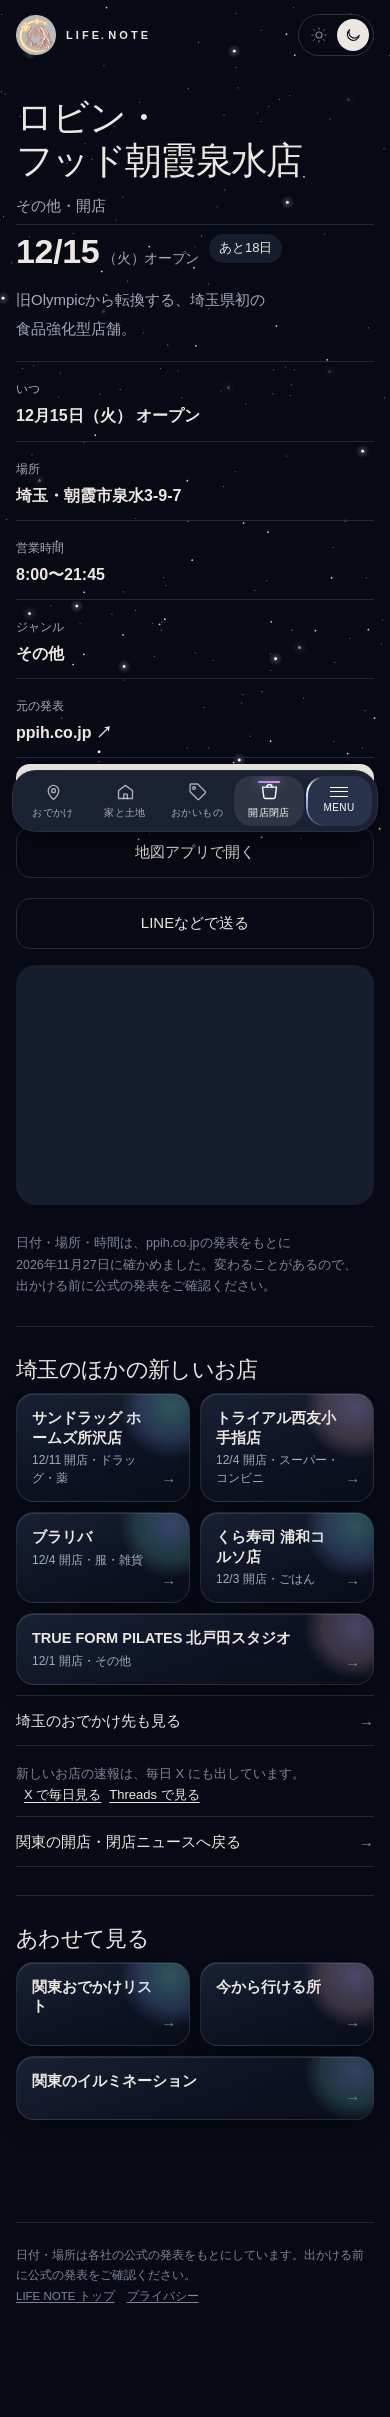 LIFE NOTE
ロビン・
フッド朝霞泉水店
その他・開店
12/15（火）オープン
あと18日
旧Olympicから転換する、埼玉県初の
食品強化型店舗。
いつ
12月15日（火） オープン
場所
埼玉・朝霞市泉水3-9-7
営業時間
8:00〜21:45
ジャンル
その他
元の発表
ppih.co.jp ↗
おでかけ
家と土地
おかいもの
開店閉店
MENU
地図アプリで開く
LINEなどで送る
日付・場所・時間は、ppih.co.jpの発表をもとに
2026年11月27日に確かめました。変わることがあるので、
出かける前に公式の発表をご確認ください。
埼玉のほかの新しいお店
サンドラッグ ホ
ームズ所沢店
12/11 開店・ドラッ
グ・薬
→
トライアル西友小
手指店
12/4 開店・スーパー・
コンビニ
→
ブラリバ
12/4 開店・服・雑貨
→
くら寿司 浦和コ
ルソ店
12/3 開店・ごはん
→
TRUE FORM PILATES 北戸田スタジオ
12/1 開店・その他
→
埼玉のおでかけ先も見る →
新しいお店の速報は、毎日 X にも出しています。
X で毎日見る Threads で見る
関東の開店・閉店ニュースへ戻る →
あわせて見る
関東おでかけリス
ト
→
今から行ける所
→
関東のイルミネーション
→
日付・場所は各社の公式の発表をもとにしています。出かける前
に公式の発表をご確認ください。
LIFE NOTE トップ プライバシー